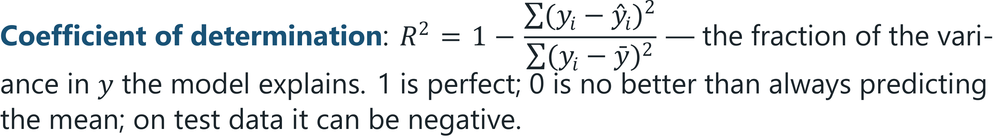 Coefficient of determination: R² = 1 − ∑(yᵢ − ŷᵢ)² / ∑(yᵢ − ȳ)² — the fraction of the vari-
ance in y the model explains. 1 is perfect; 0 is no better than always predicting
the mean; on test data it can be negative.